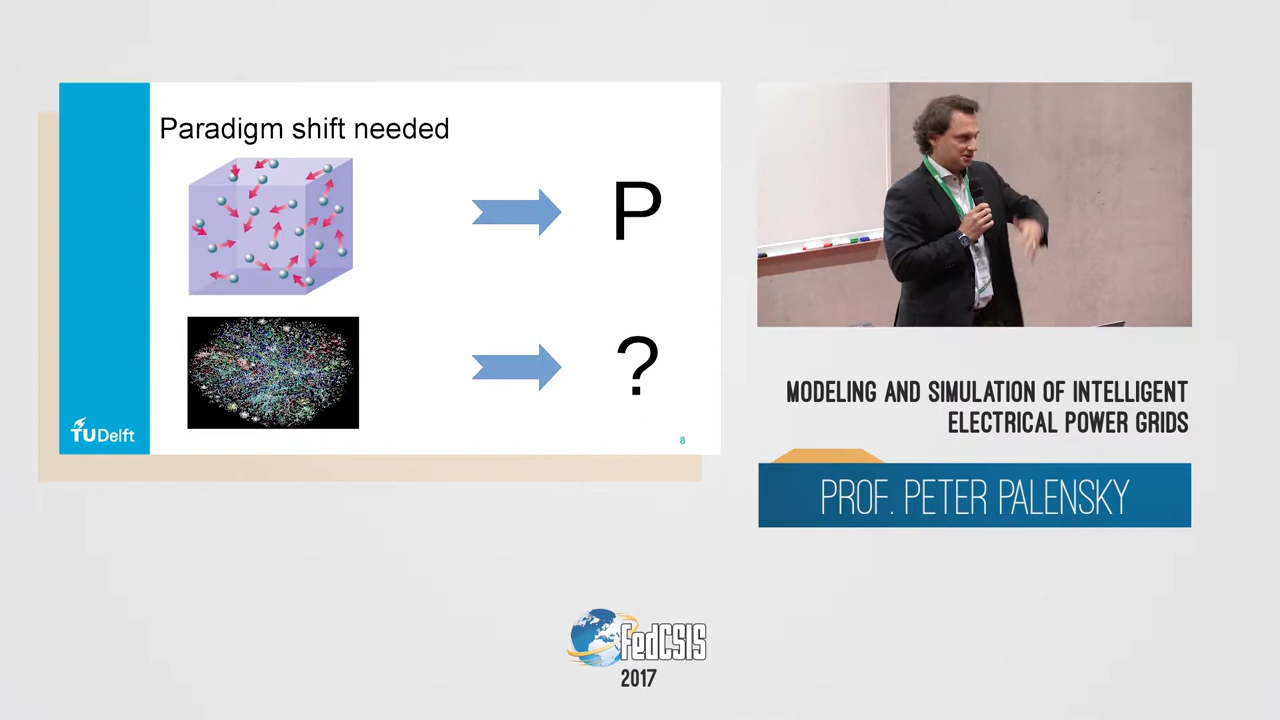 Paradigm shift needed
P
?
TUDelft
8
MODELING AND SIMULATION OF INTELLIGENT
ELECTRICAL POWER GRIDS
PROF. PETER PALENSKY
FedCSIS
2017